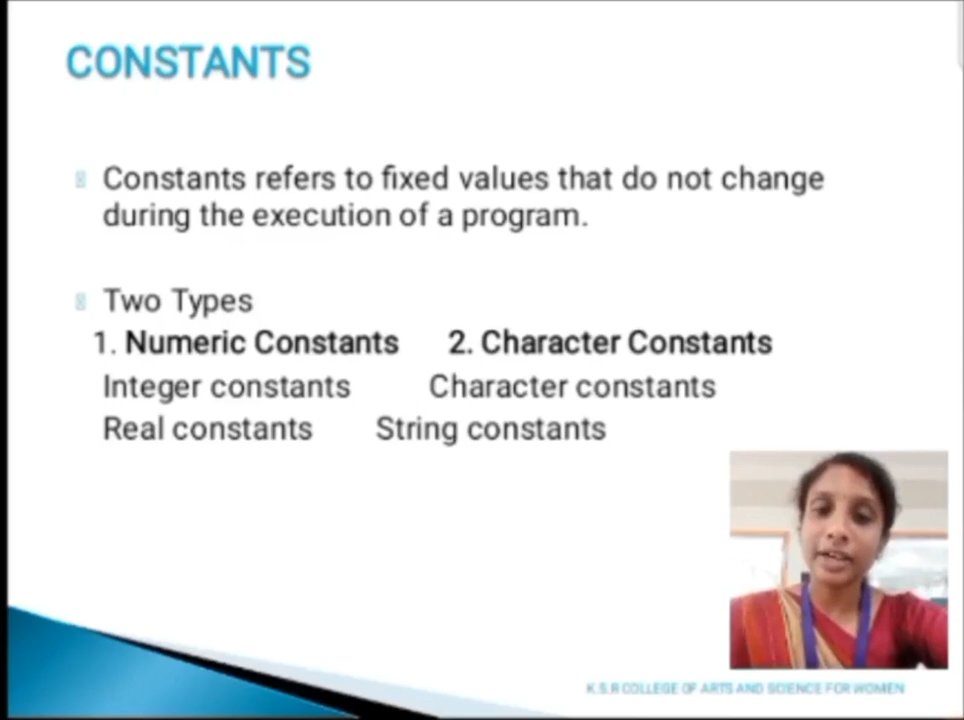 CONSTANTS
Constants refers to fixed values that do not change
during the execution of a program.
Two Types
1. Numeric Constants 2. Character Constants
Integer constants Character constants
Real constants String constants
K.S.R COLLEGE OF ARTS AND SCIENCE FOR WOMEN